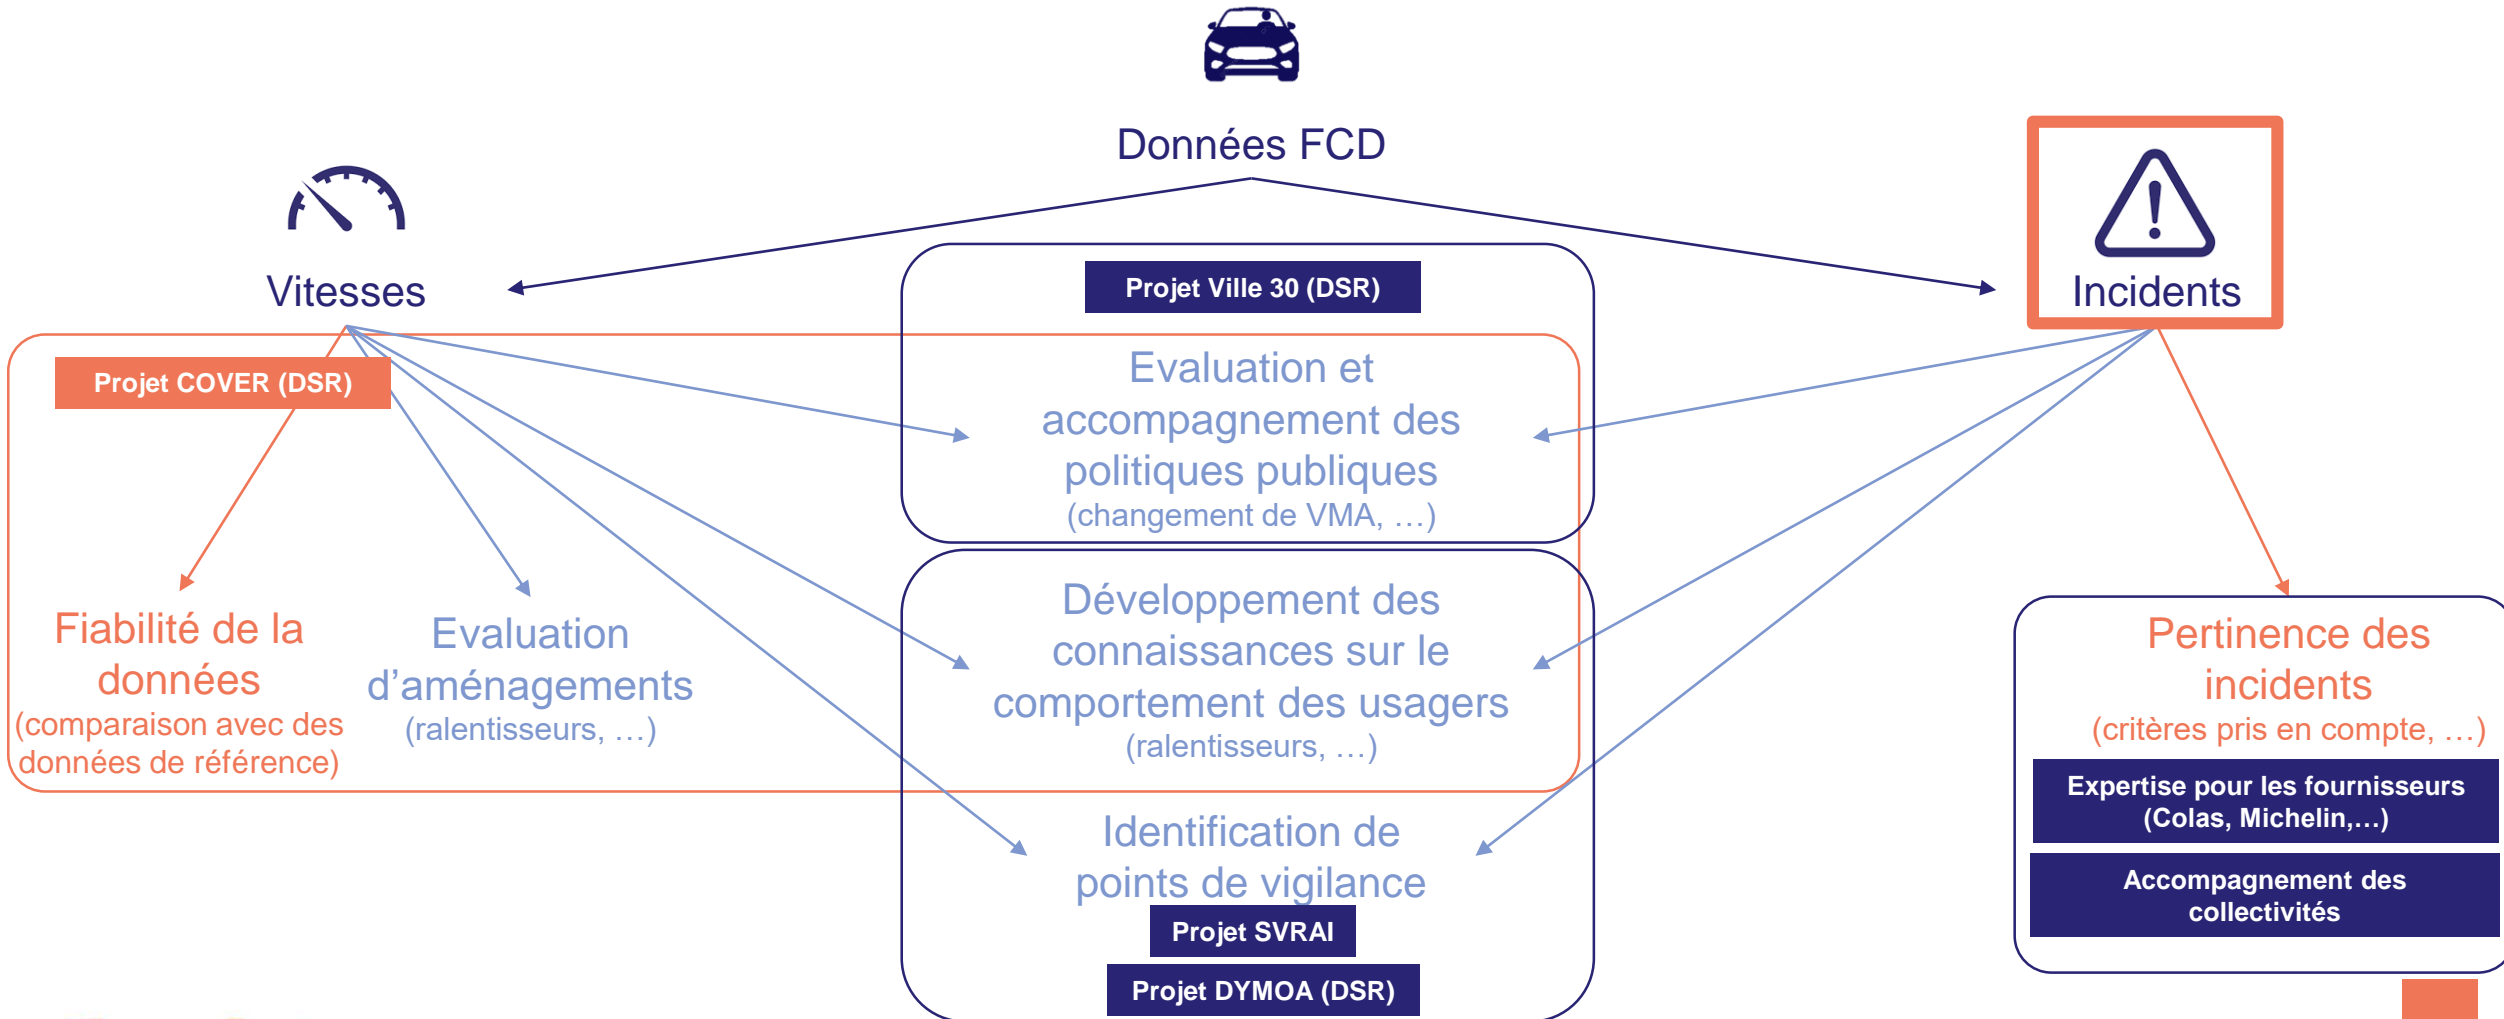 Données FCD
Vitesses
Incidents
Projet Ville 30 (DSR)
Projet COVER (DSR)
Evaluation et
accompagnement des
politiques publiques
(changement de VMA, …)
Fiabilité de la
données
(comparaison avec des
données de référence)
Evaluation
d’aménagements
(ralentisseurs, …)
Développement des
connaissances sur le
comportement des usagers
(ralentisseurs, …)
Identification de
points de vigilance
Projet SVRAI
Projet DYMOA (DSR)
Pertinence des
incidents
(critères pris en compte, …)
Expertise pour les fournisseurs
(Colas, Michelin,…)
Accompagnement des
collectivités